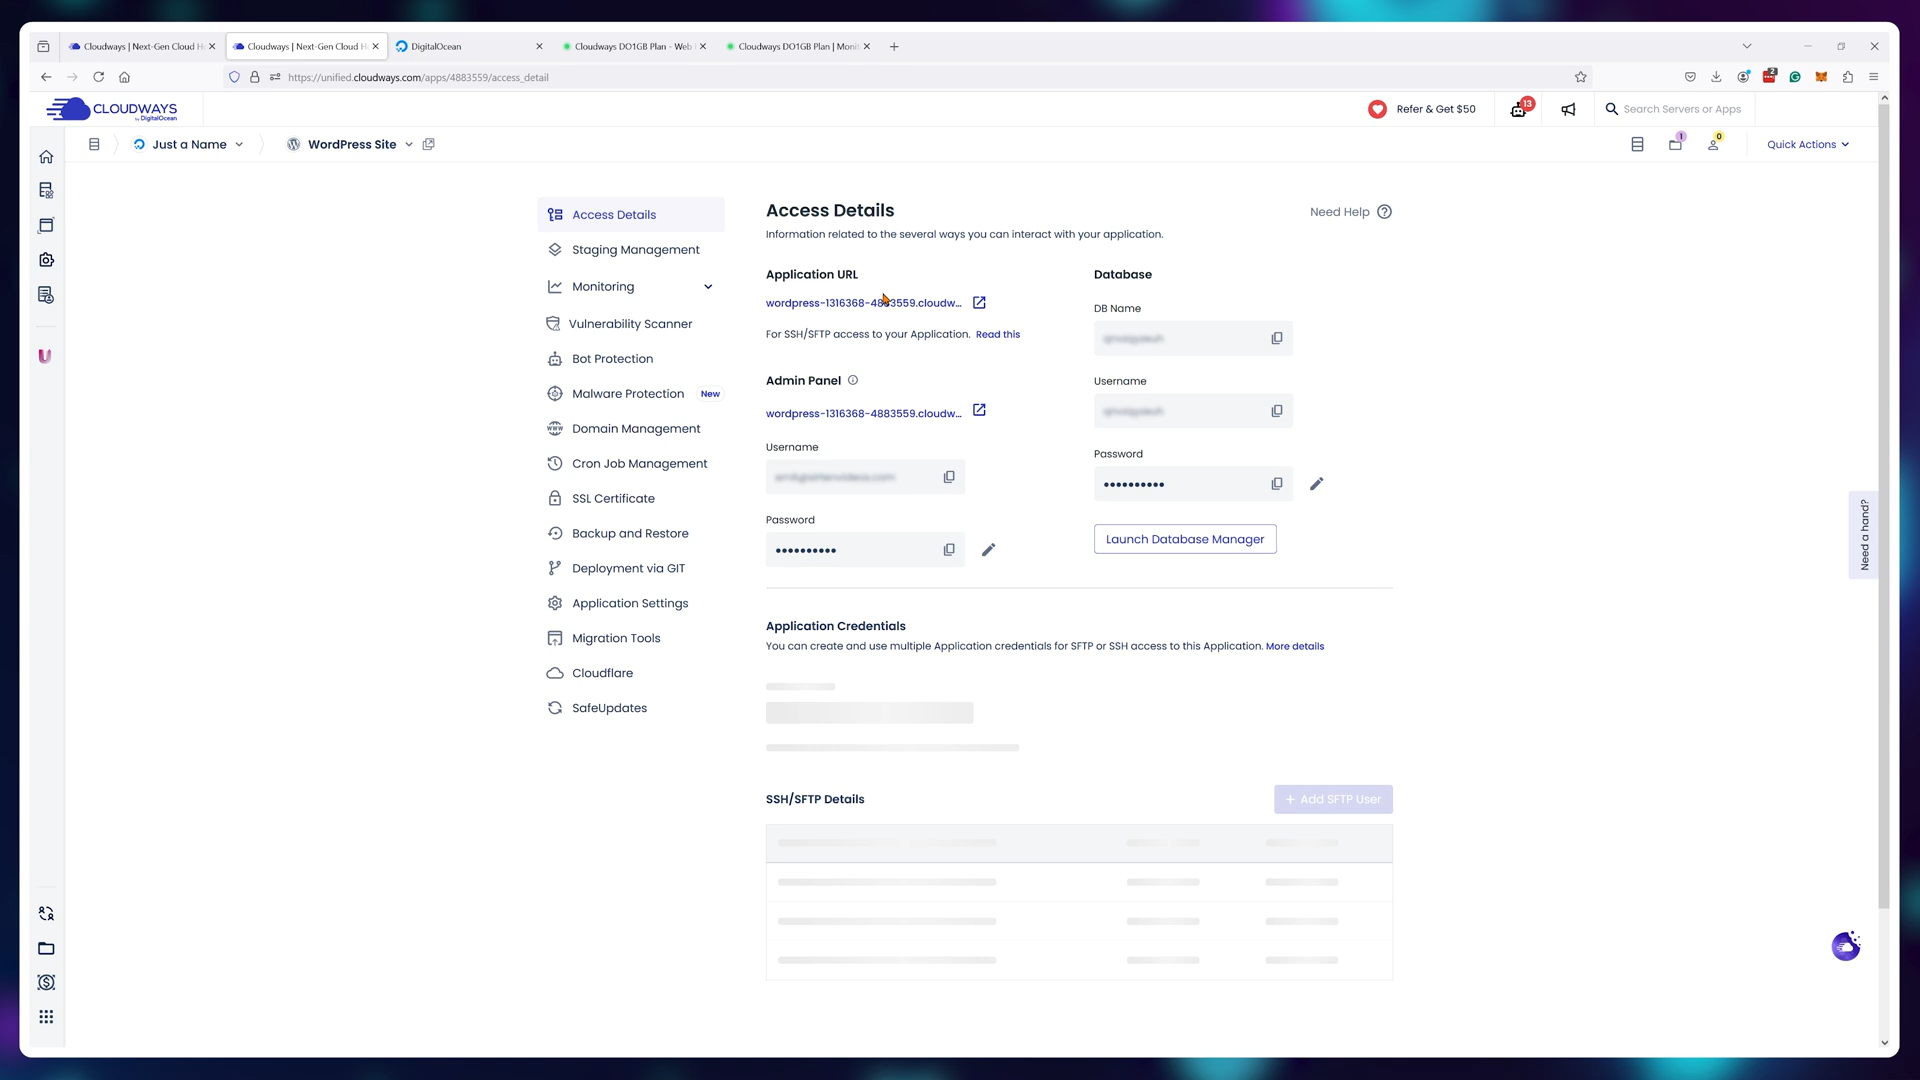 Cloudways | Next-Gen Cloud H
Cloudways | Next-Gen Cloud H
DigitalOcean
Cloudways DO1GB Plan - Web
Cloudways DO1GB Plan | Moni
https://unified.cloudways.com/apps/4883559/access_detail
2
CLOUDWAYS
by DigitalOcean
Refer & Get $50
13
Search Servers or Apps
Just a Name
WordPress Site
1
0
Quick Actions
Access Details
Staging Management
Monitoring
Vulnerability Scanner
Bot Protection
Malware Protection New
Domain Management
Cron Job Management
SSL Certificate
Backup and Restore
Deployment via GIT
Application Settings
Migration Tools
Cloudflare
SafeUpdates
Access Details
Need Help
Information related to the several ways you can interact with your application.
Application URL
wordpress-1316368-4883559.cloudw...
For SSH/SFTP access to your Application. Read this
Admin Panel
wordpress-1316368-4883559.cloudw...
Username
Password
••••••••••
Database
DB Name
Username
Password
••••••••••
Launch Database Manager
Application Credentials
You can create and use multiple Application credentials for SFTP or SSH access to this Application. More details
SSH/SFTP Details
+ Add SFTP User
Need a hand?
U